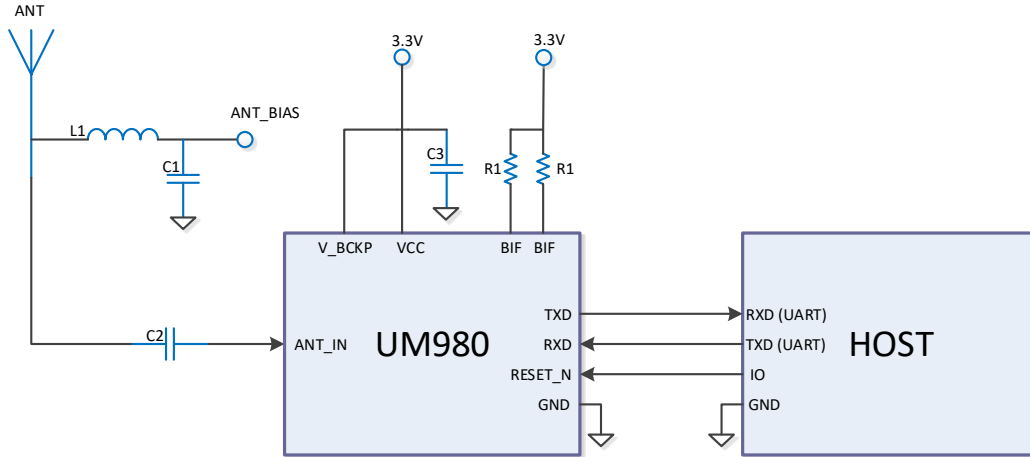 ANT
3.3V
3.3V
ANT_BIAS
L1
C1
C3
R1
R1
V_BCKP
VCC
BIF
BIF
TXD
RXD (UART)
C2
ANT_IN
UM980
RXD
TXD (UART)
HOST
RESET_N
IO
GND
GND